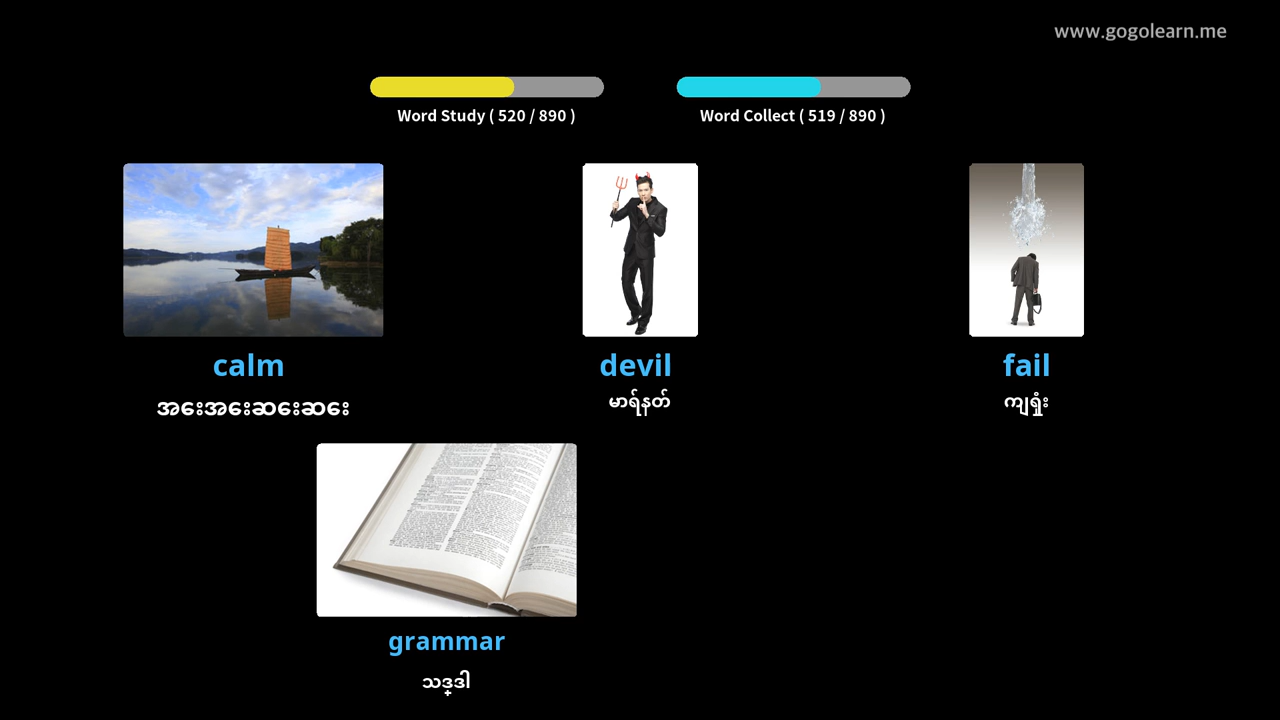 www.gogolearn.me
Word Study ( 520 / 890 )
Word Collect ( 519 / 890 )
calm
အေးအေးဆေးဆေး
devil
မာရ်နတ်
fail
ကျရှုံး
grammar
သဒ္ဒါ